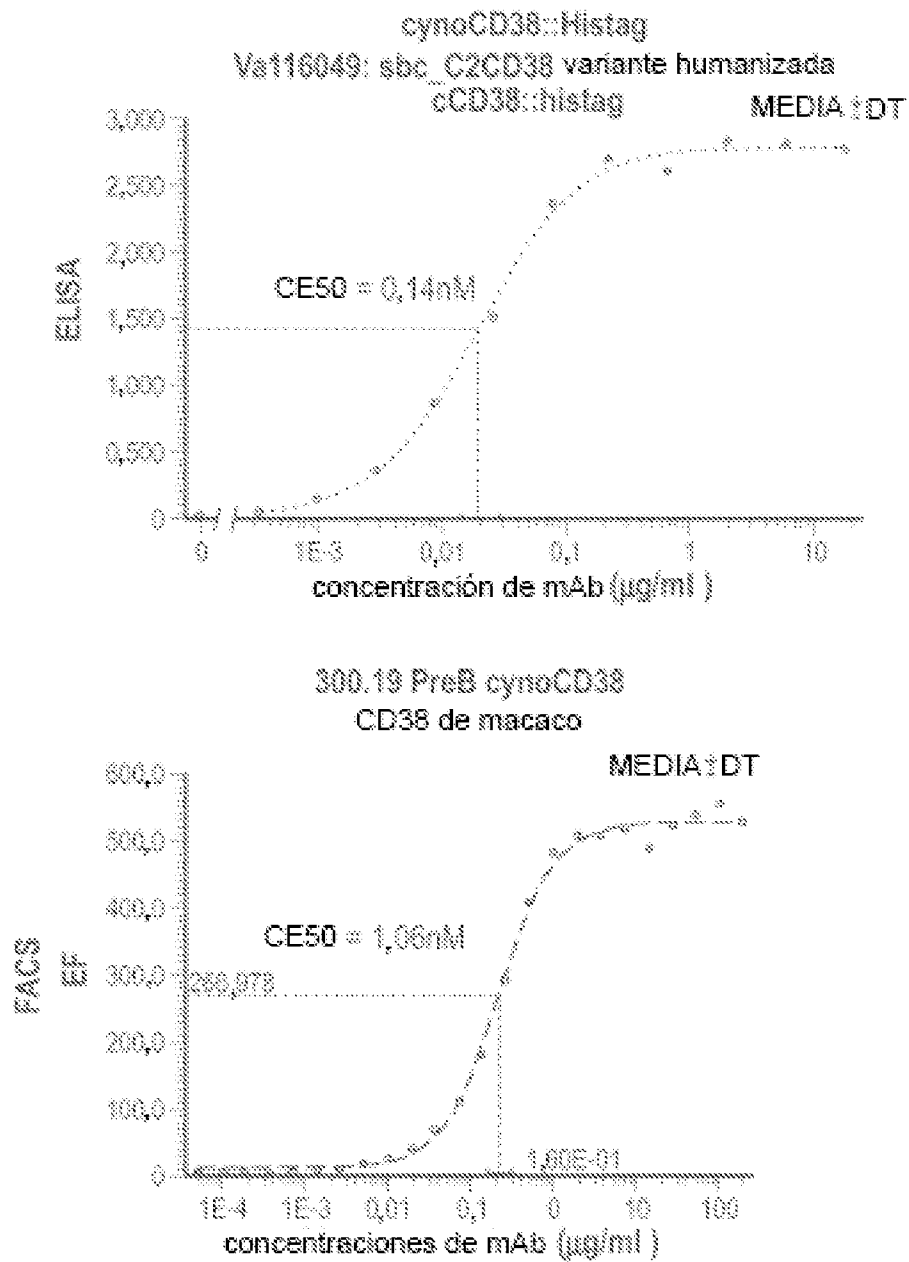 cynoCD38::Histag
Va116049: sbc_C2CD38 variante humanizada
cCD38::histag
MEDIA ± DT
3,000
2,500
2,000
1,500
1,000
0,500
0
ELISA
CE50 = 0,14nM
0
1E-3
0,01
0,1
1
10
concentración de mAb (µg/ml )
300.19 PreB cynoCD38
CD38 de macaco
MEDIA±DT
600,0
500,0
400,0
300,0
200,0
100,0
0
FACS
EF
CE50 = 1,06nM
1,60E-01
1E-4
1E-3
0,01
0,1
0
10
100
concentraciones de mAb (µg/ml )